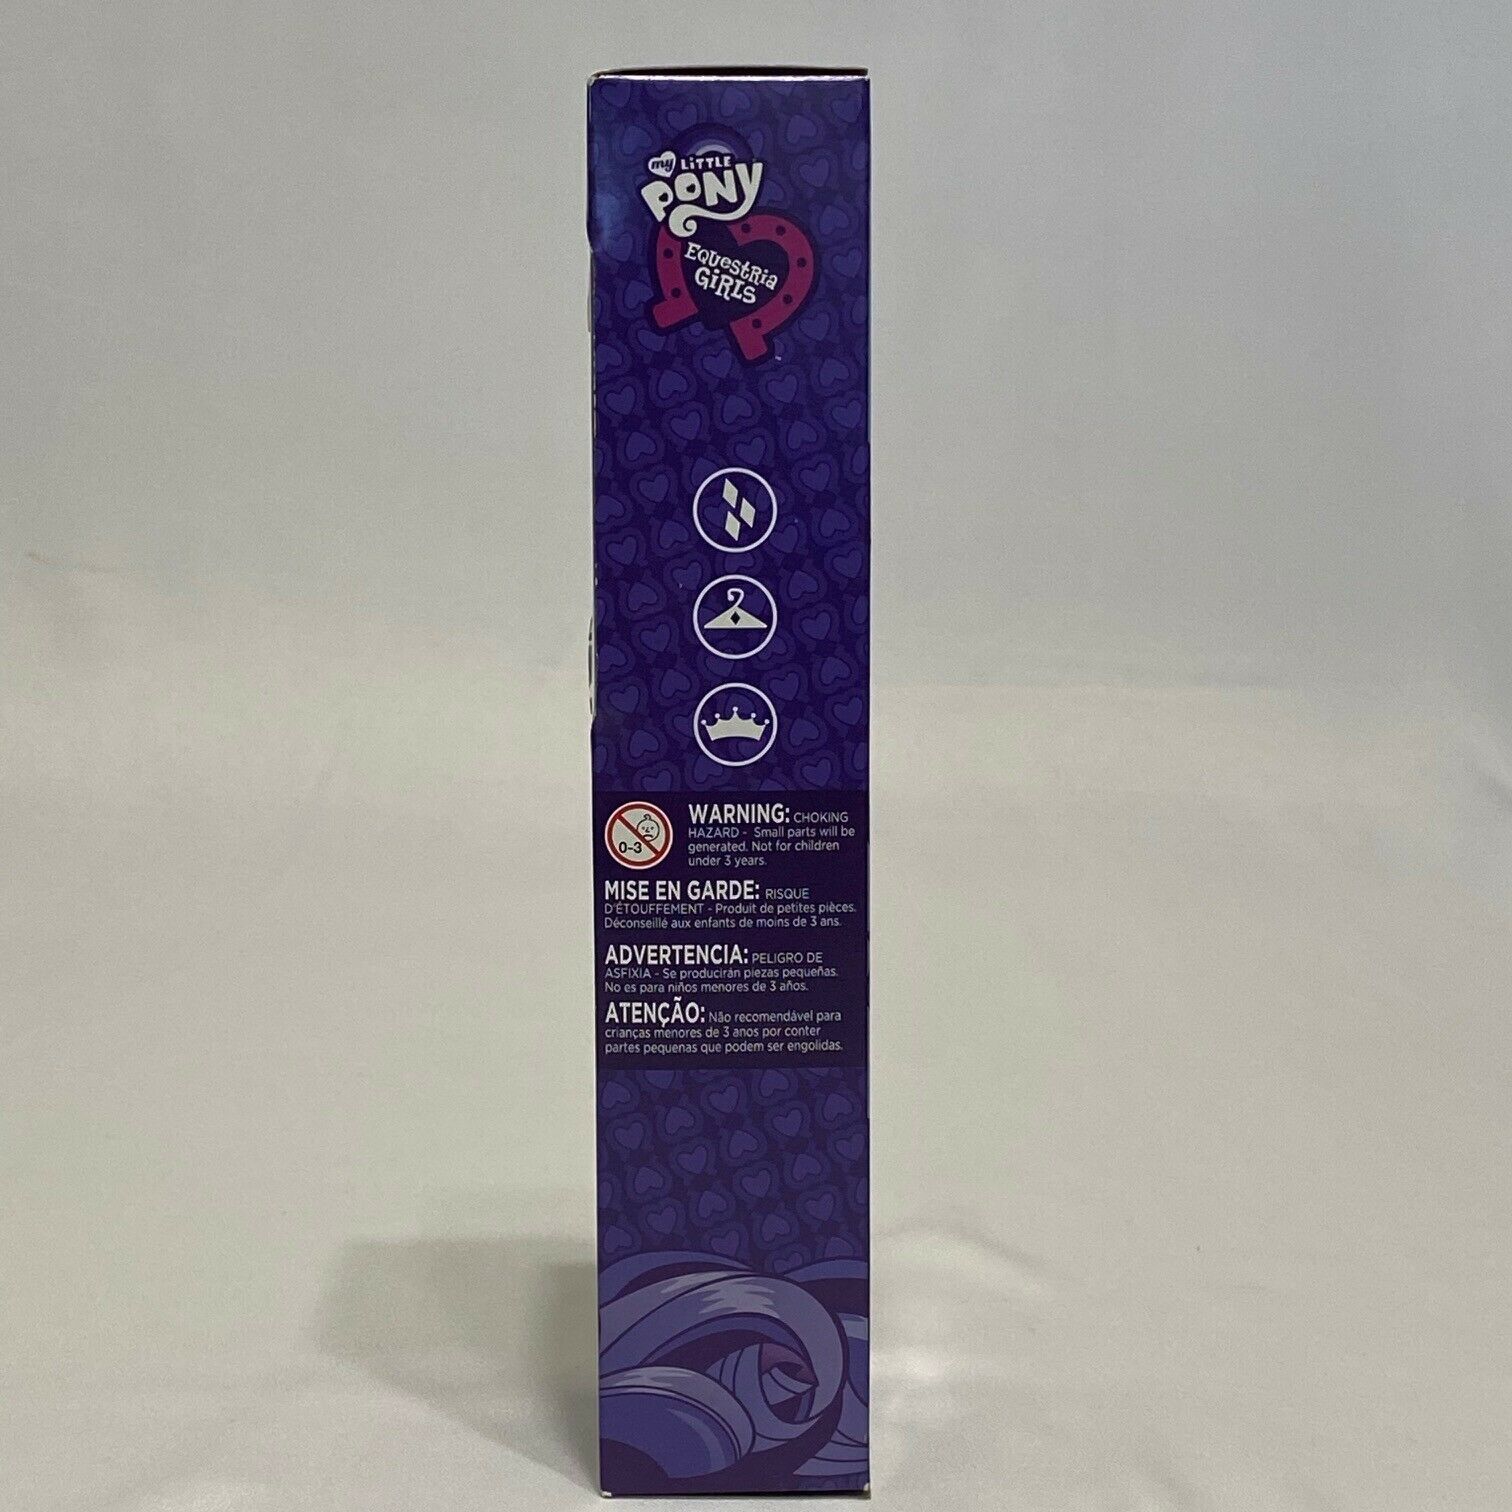 my LiTTLE
PONY
EQUESTRIA
GIRLS
TM
0-3
WARNING: CHOKING
HAZARD - Small parts will be
generated. Not for children
under 3 years.
MISE EN GARDE: RISQUE
D'ÉTOUFFEMENT - Produit de petites pièces.
Déconseillé aux enfants de moins de 3 ans.
ADVERTENCIA: PELIGRO DE
ASFIXIA - Se producirán piezas pequeñas.
No es para niños menores de 3 años.
ATENÇÃO: Não recomendável para
crianças menores de 3 anos por conter
partes pequenas que podem ser engolidas.